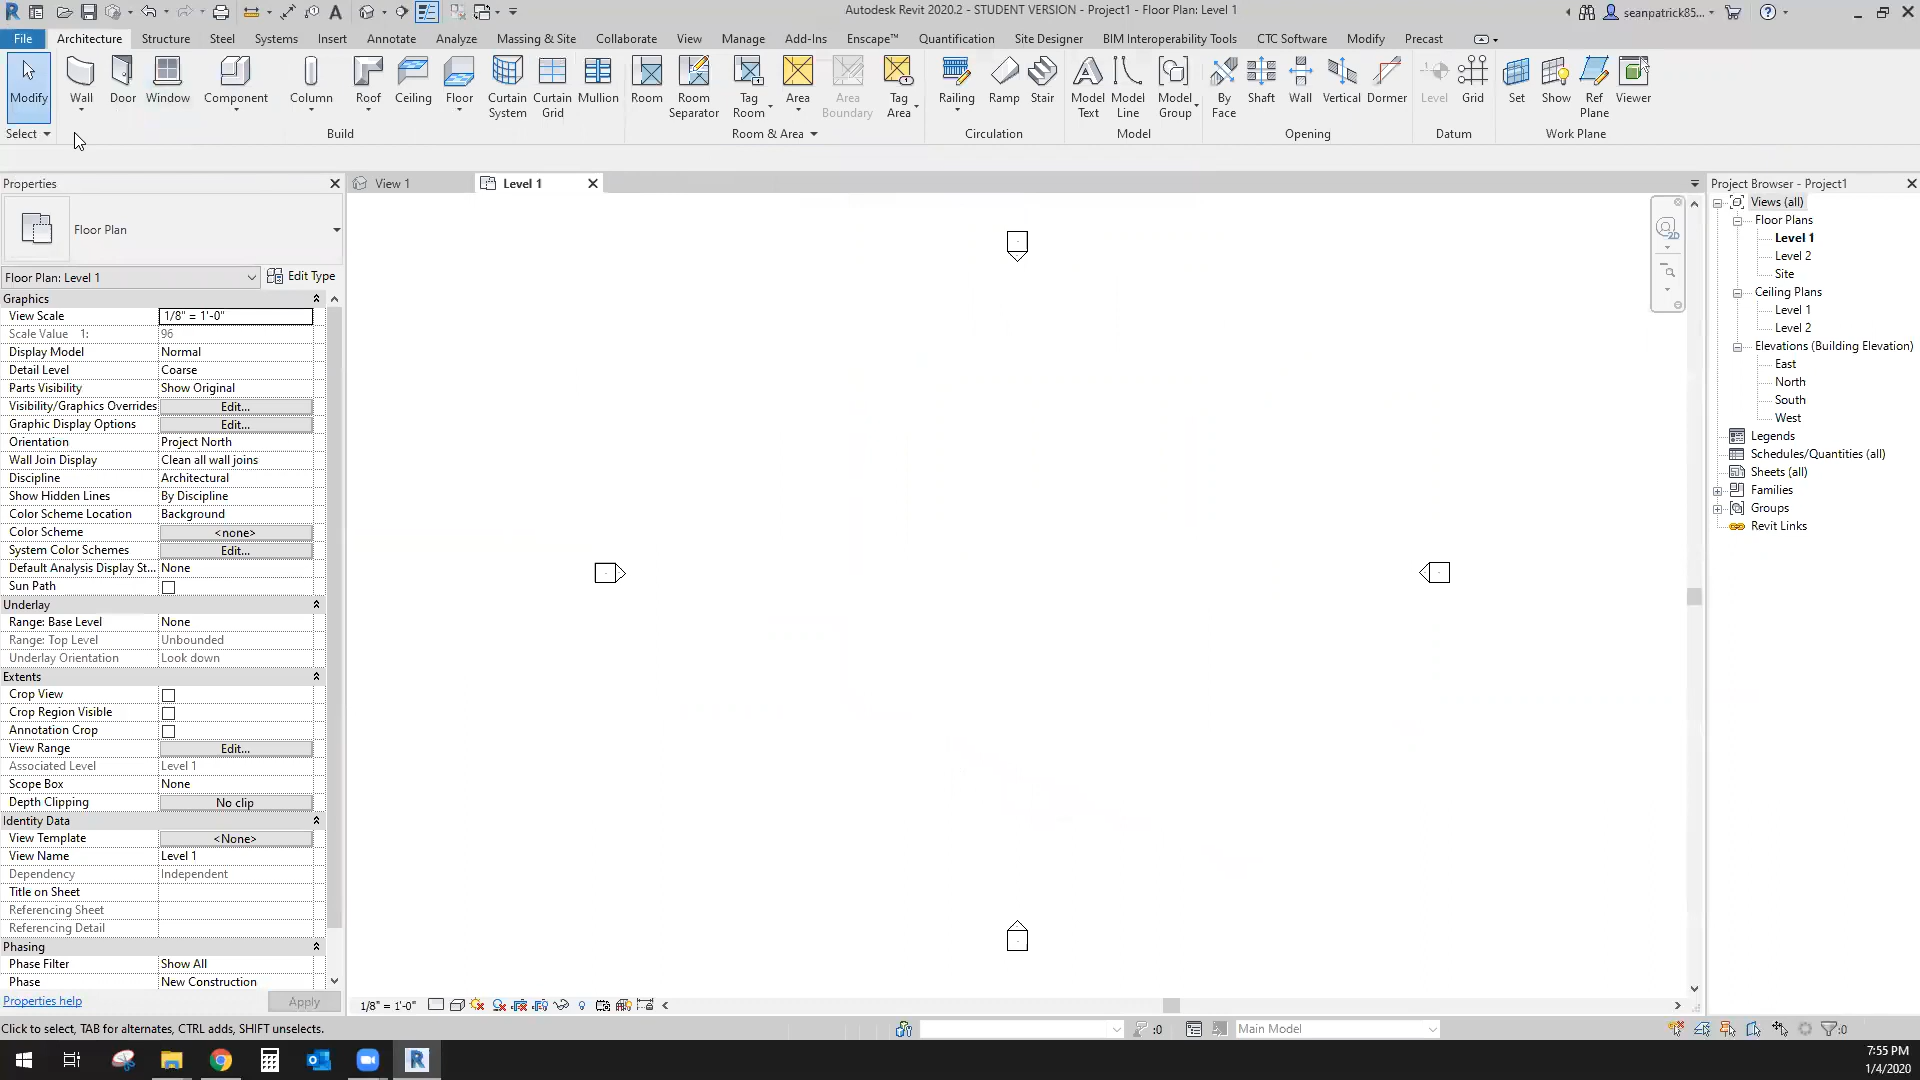 Autodesk Revit 2020.2 - STUDENT VERSION - Project1 - Floor Plan: Level 1
seanpatrick85...
File Architecture Structure Steel Systems Insert Annotate Analyze Massing & Site Collaborate View Manage Add-Ins Enscape™ Quantification Site Designer BIM Interoperability Tools CTC Software Modify Precast
Modify Wall Door Window Component Column Roof Ceiling Floor Curtain System Curtain Grid Mullion Room Room Separator Tag Room Area Area Boundary Tag Area Railing Ramp Stair Model Text Model Line Model Group By Face Shaft Wall Vertical Dormer Level Grid Set Show Ref Plane Viewer
Select Build Room & Area Circulation Model Opening Datum Work Plane
Properties
View 1
Level 1
Project Browser - Project1
Floor Plan
Floor Plan: Level 1
Edit Type
Graphics
View Scale 1/8" = 1'-0"
Scale Value 1: 96
Display Model Normal
Detail Level Coarse
Parts Visibility Show Original
Visibility/Graphics Overrides Edit...
Graphic Display Options Edit...
Orientation Project North
Wall Join Display Clean all wall joins
Discipline Architectural
Show Hidden Lines By Discipline
Color Scheme Location Background
Color Scheme <none>
System Color Schemes Edit...
Default Analysis Display St... None
Sun Path
Underlay
Range: Base Level None
Range: Top Level Unbounded
Underlay Orientation Look down
Extents
Crop View
Crop Region Visible
Annotation Crop
View Range Edit...
Associated Level Level 1
Scope Box None
Depth Clipping No clip
Identity Data
View Template <None>
View Name Level 1
Dependency Independent
Title on Sheet
Referencing Sheet
Referencing Detail
Phasing
Phase Filter Show All
Phase New Construction
Properties help
Apply
2D
Views (all)
Floor Plans
Level 1
Level 2
Site
Ceiling Plans
Level 1
Level 2
Elevations (Building Elevation)
East
North
South
West
Legends
Schedules/Quantities (all)
Sheets (all)
Families
Groups
Revit Links
1/8" = 1'-0"
Click to select, TAB for alternates, CTRL adds, SHIFT unselects.
:0
Main Model
:0
7:55 PM
1/4/2020